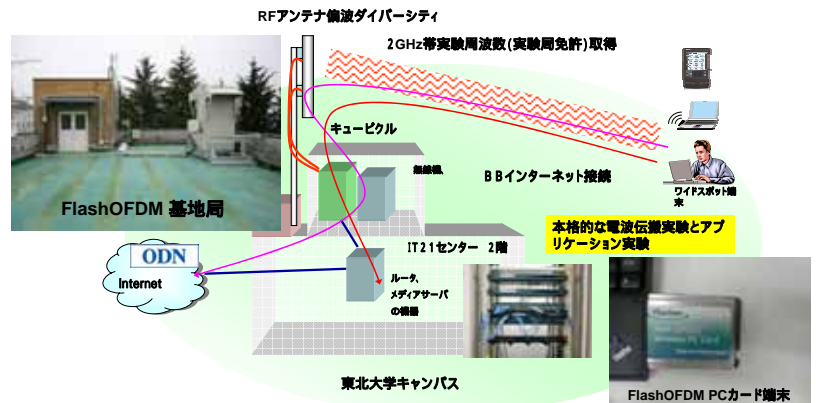 RFアンテナ偏波ダイバーシティ
2GHz帯実験周波数(実験局免許)取得
キュービクル
無線機、
BBインターネット接続
ワイドスポット端
末
FlashOFDM 基地局
本格的な電波伝搬実験とアプ
リケーション実験
IT21センター 2階
ODN
Internet
ルータ、
メディアサーバ
の機器
東北大学キャンパス
FlashOFDM PCカード端末